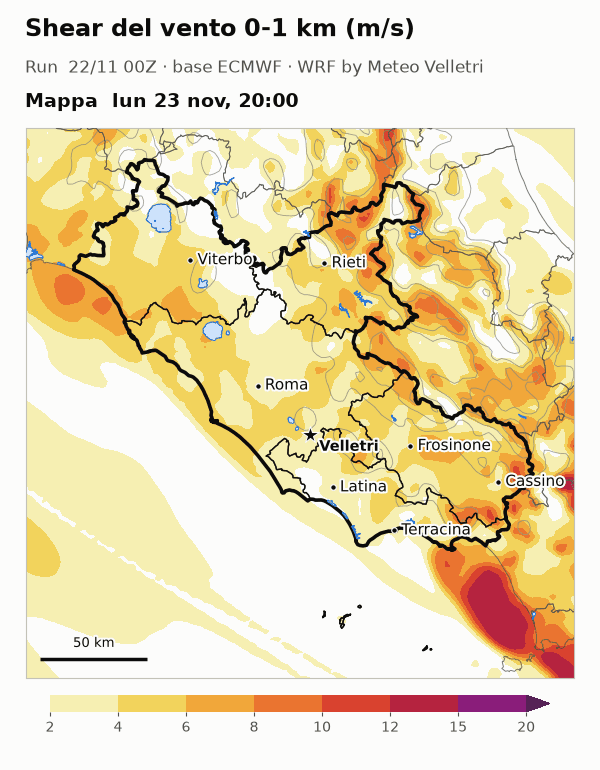 Shear del vento 0-1 km (m/s)
Run  22/11 00Z · base ECMWF · WRF by Meteo Velletri
Mappa  lun 23 nov, 20:00
Viterbo
Rieti
Roma
Velletri
Frosinone
Latina
Cassino
Terracina
50 km
2 4 6 8 10 12 15 20